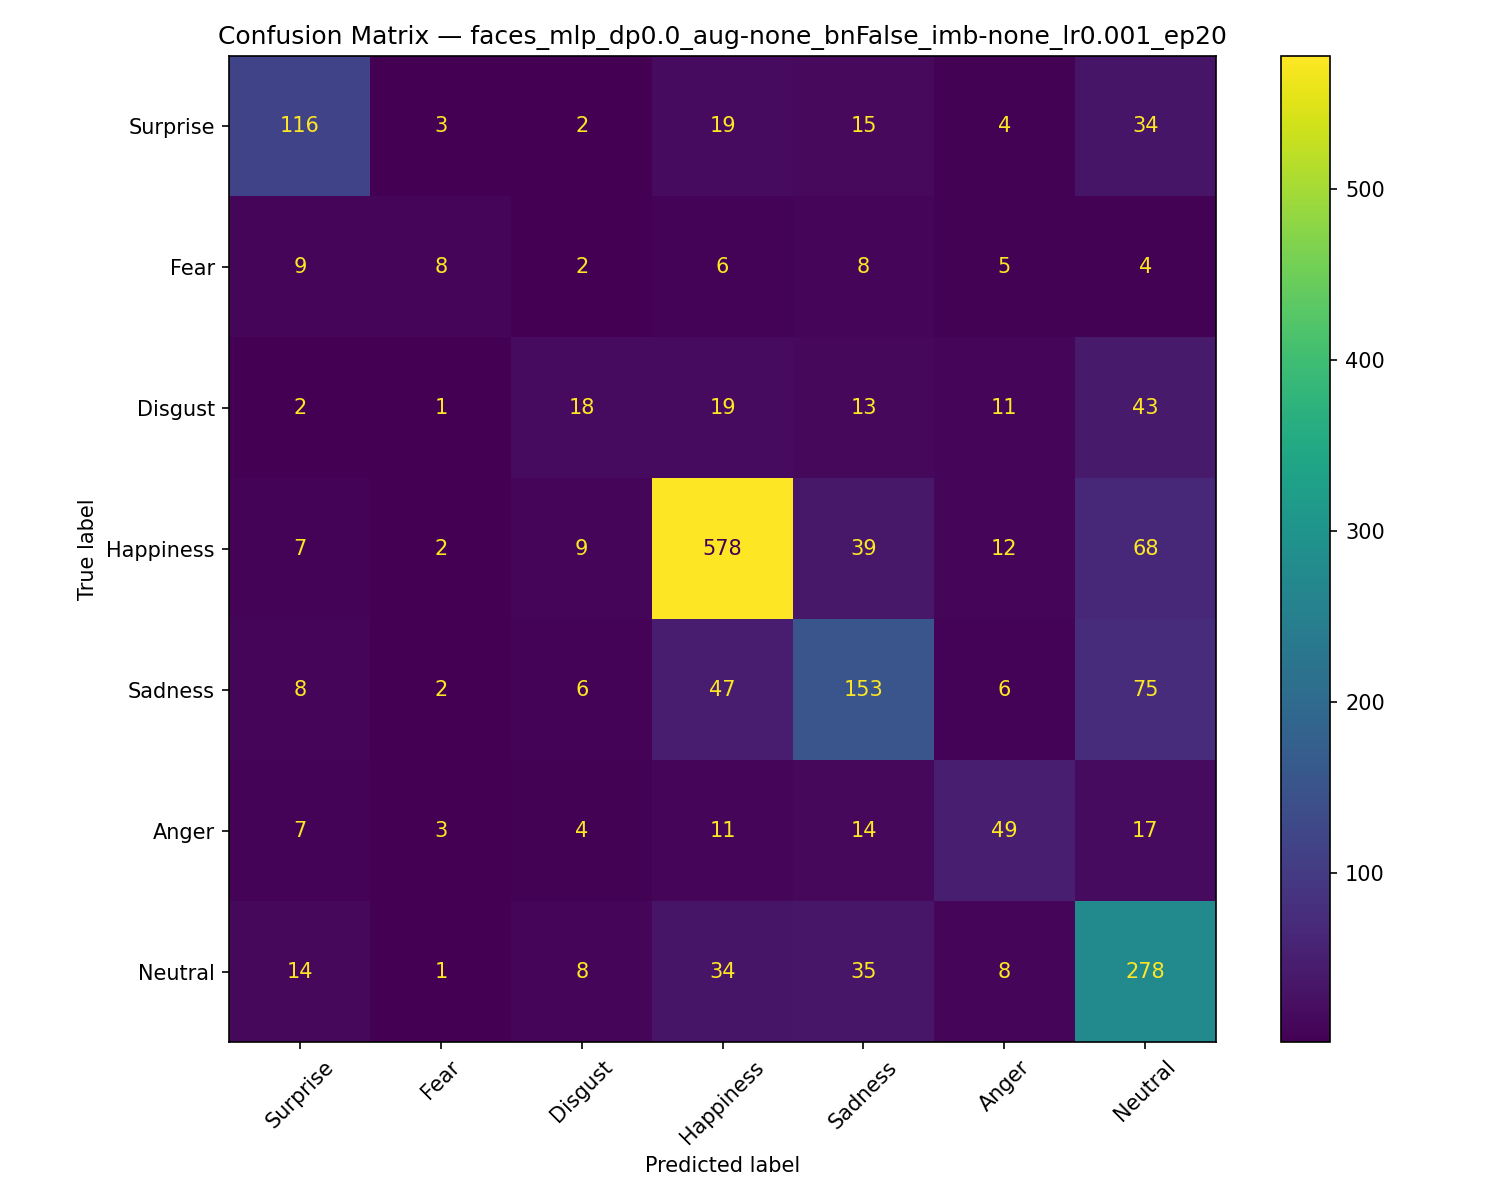 Confusion Matrix — faces_mlp_dp0.0_aug-none_bnFalse_imb-none_lr0.001_ep20
True label
Surprise 116 3 2 19 15 4 34
Fear 9 8 2 6 8 5 4
Disgust 2 1 18 19 13 11 43
Happiness 7 2 9 578 39 12 68
Sadness 8 2 6 47 153 6 75
Anger 7 3 4 11 14 49 17
Neutral 14 1 8 34 35 8 278
Surprise Fear Disgust Happiness Sadness Anger Neutral
Predicted label
500
400
300
200
100